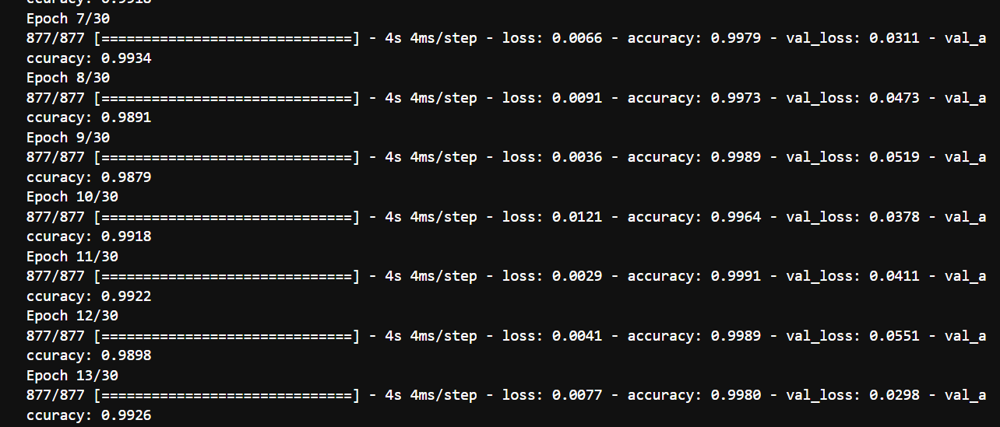 ccuracy: 0.9918
Epoch 7/30
877/877 [==============================] - 4s 4ms/step - loss: 0.0066 - accuracy: 0.9979 - val_loss: 0.0311 - val_a
ccuracy: 0.9934
Epoch 8/30
877/877 [==============================] - 4s 4ms/step - loss: 0.0091 - accuracy: 0.9973 - val_loss: 0.0473 - val_a
ccuracy: 0.9891
Epoch 9/30
877/877 [==============================] - 4s 4ms/step - loss: 0.0036 - accuracy: 0.9989 - val_loss: 0.0519 - val_a
ccuracy: 0.9879
Epoch 10/30
877/877 [==============================] - 4s 4ms/step - loss: 0.0121 - accuracy: 0.9964 - val_loss: 0.0378 - val_a
ccuracy: 0.9918
Epoch 11/30
877/877 [==============================] - 4s 4ms/step - loss: 0.0029 - accuracy: 0.9991 - val_loss: 0.0411 - val_a
ccuracy: 0.9922
Epoch 12/30
877/877 [==============================] - 4s 4ms/step - loss: 0.0041 - accuracy: 0.9989 - val_loss: 0.0551 - val_a
ccuracy: 0.9898
Epoch 13/30
877/877 [==============================] - 4s 4ms/step - loss: 0.0077 - accuracy: 0.9980 - val_loss: 0.0298 - val_a
ccuracy: 0.9926